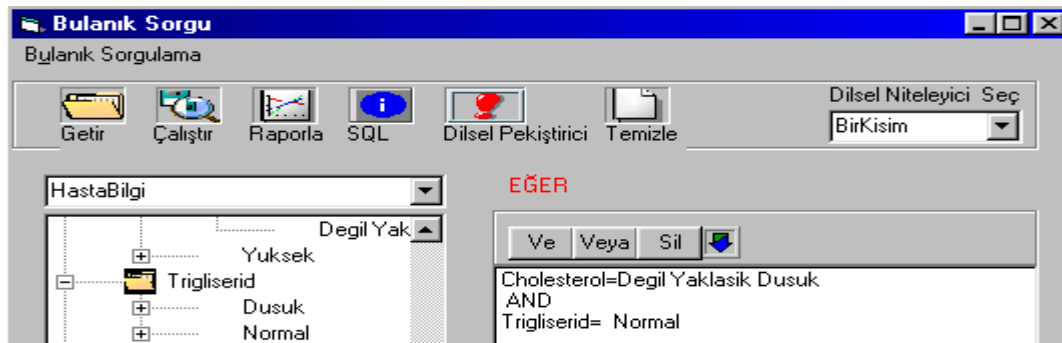 Bulanık Sorgu
Bulanık Sorgulama
Getir
Çalıştır
Raporla
SQL
Dilsel Pekiştirici
Temizle
Dilsel Niteleyici Seç
BirKisim
HastaBilgi
Degil Yak
Yuksek
Trigliserid
Dusuk
Normal
EĞER
Ve
Veya
Sil
Cholesterol=Degil Yaklasik Dusuk
AND
Trigliserid= Normal